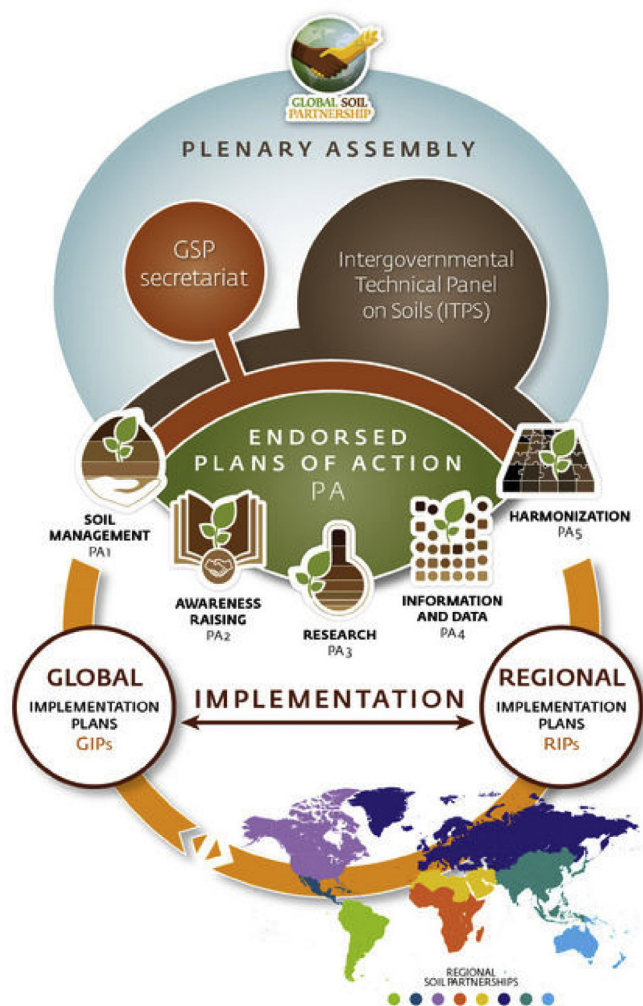 GLOBAL SOIL
PARTNERSHIP
PLENARY ASSEMBLY
GSP
secretariat
Intergovernmental
Technical Panel
on Soils (ITPS)
ENDORSED
PLANS OF ACTION
PA
SOIL
MANAGEMENT
PA1
AWARENESS
RAISING
PA2
RESEARCH
PA3
INFORMATION
AND DATA
PA4
HARMONIZATION
PA5
GLOBAL
IMPLEMENTATION
PLANS
GIPs
IMPLEMENTATION
REGIONAL
IMPLEMENTATION
PLANS
RIPs
REGIONAL
SOIL PARTNERSHIPS